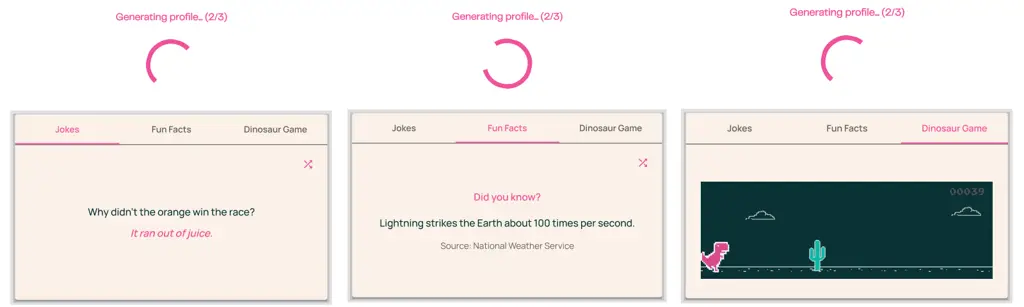 Generating profile... (2/3)
Jokes
Fun Facts
Dinosaur Game
Why didn't the orange win the race?
It ran out of juice.
Generating profile... (2/3)
Jokes
Fun Facts
Dinosaur Game
Did you know?
Lightning strikes the Earth about 100 times per second.
Source: National Weather Service
Generating profile... (2/3)
Jokes
Fun Facts
Dinosaur Game
00039